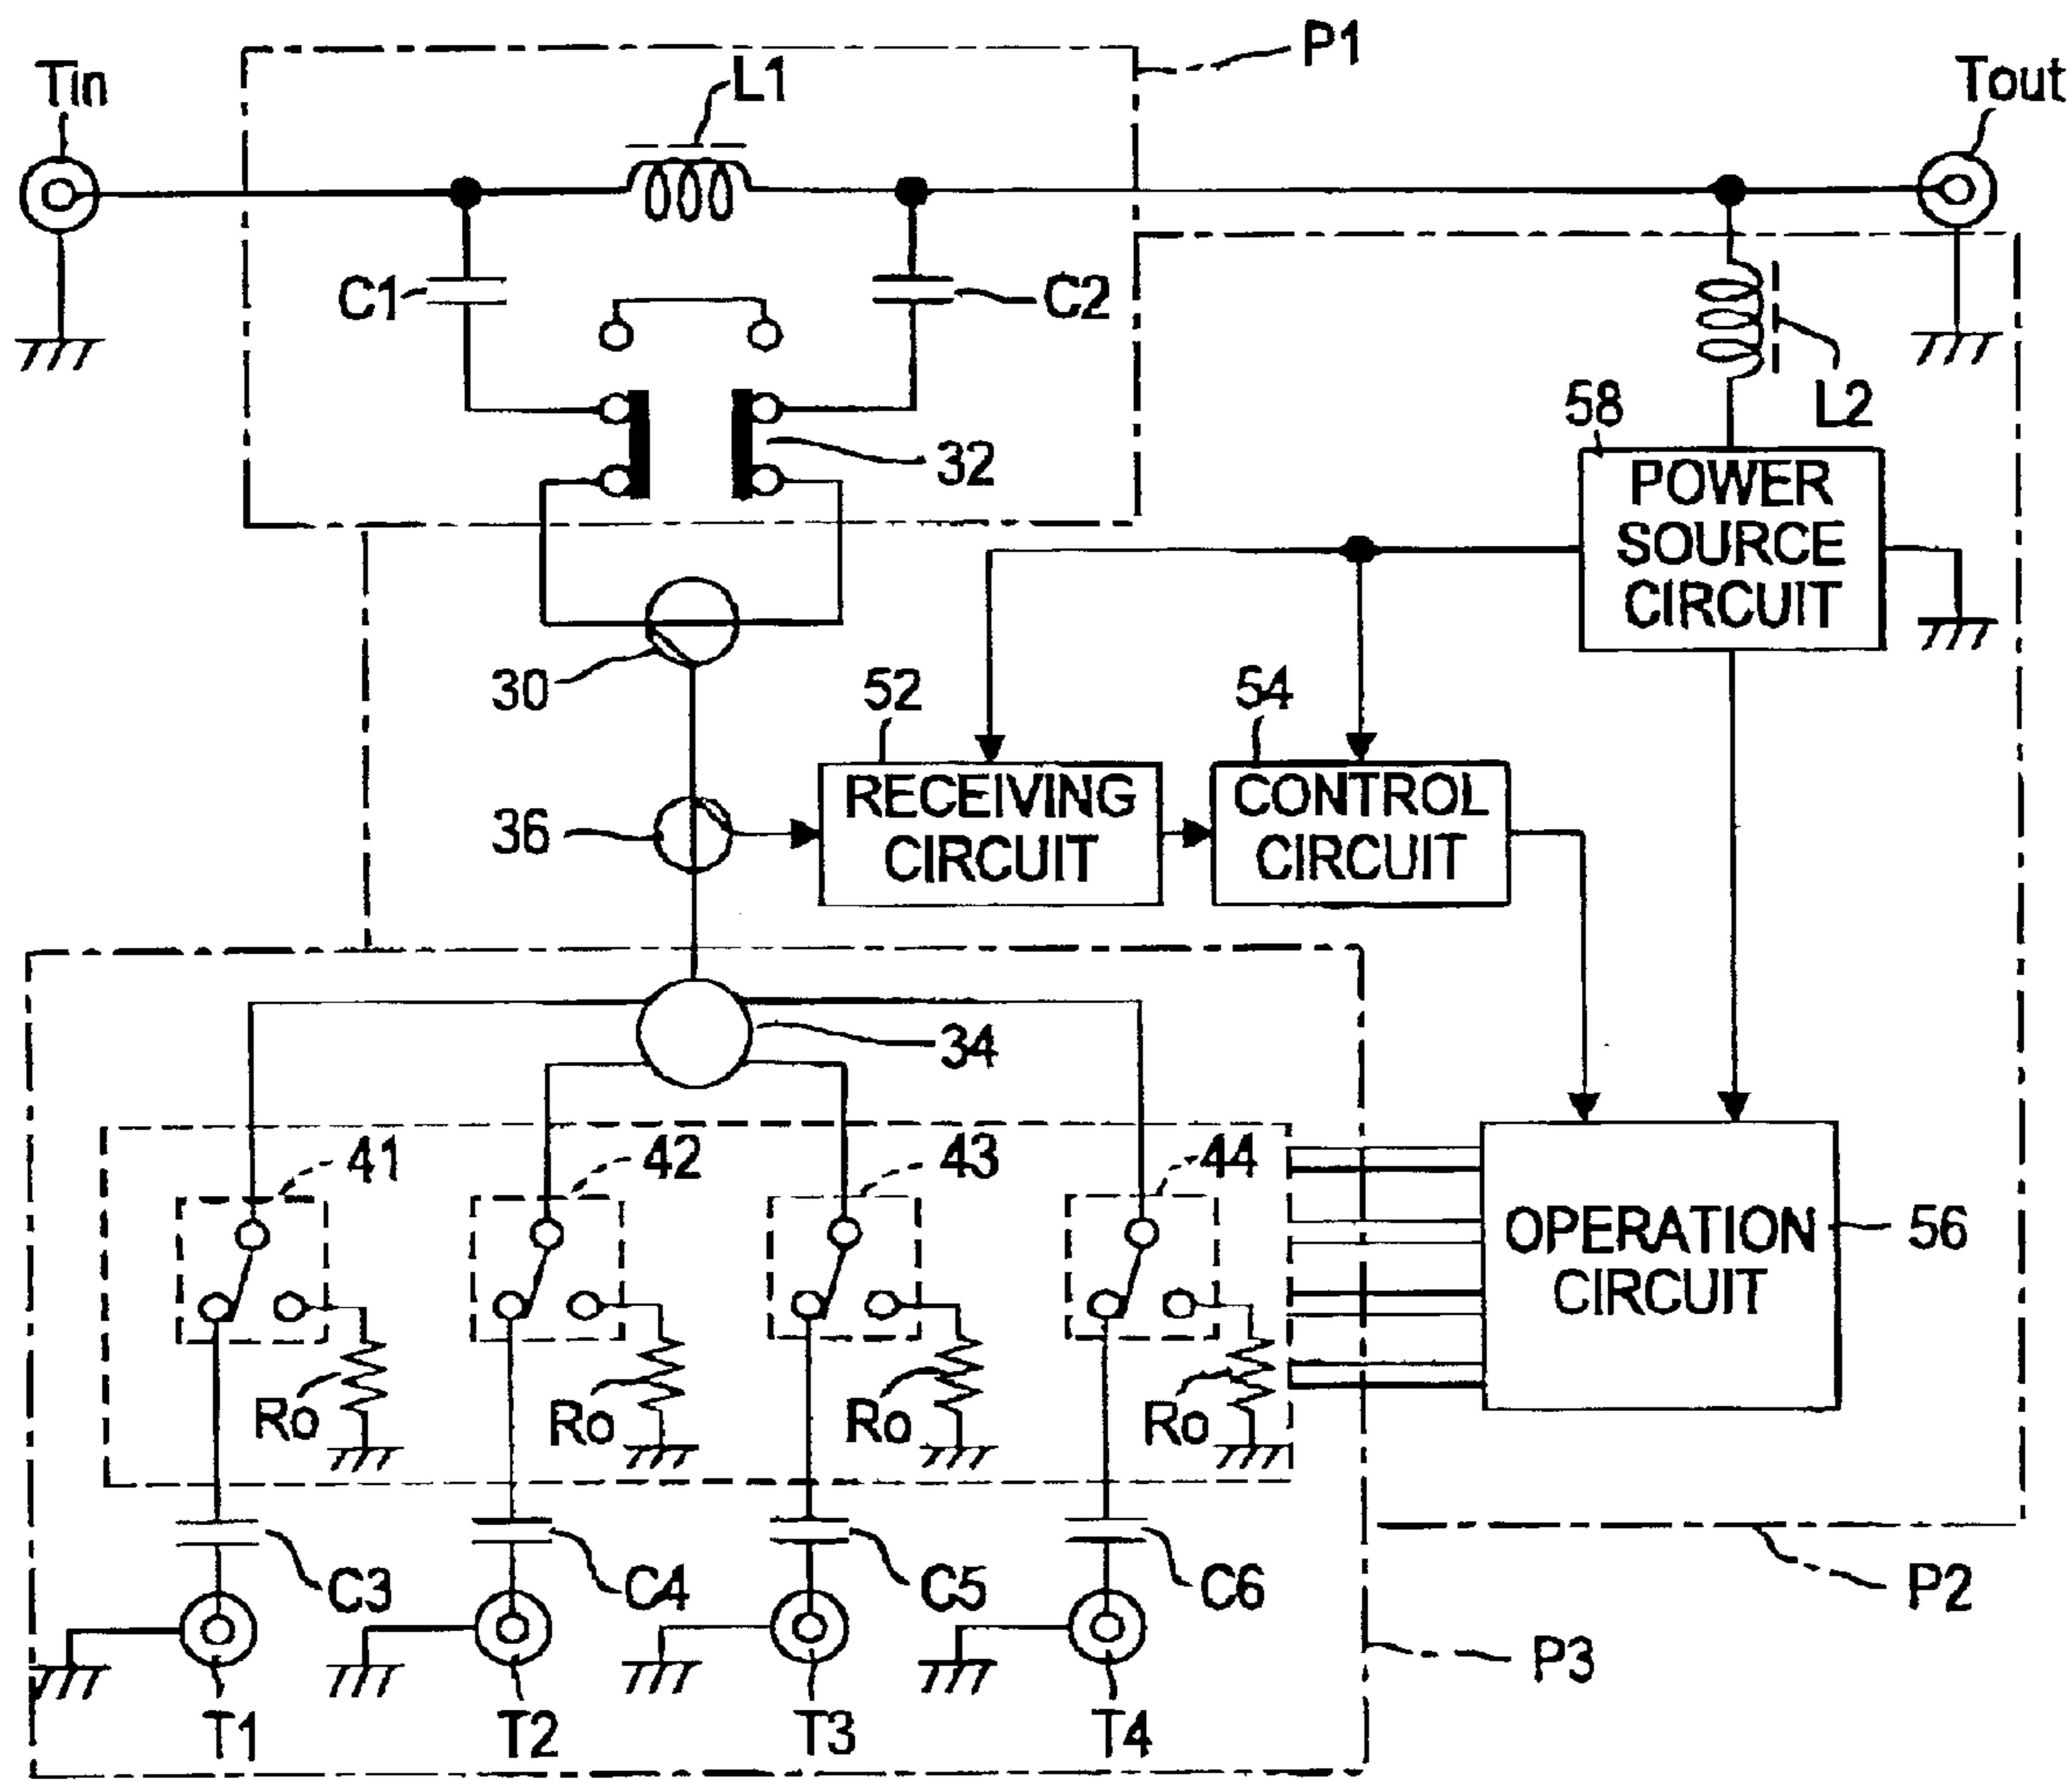 P1
Tin
L1
Tout
C1
C2
L2
58
32
POWER
SOURCE
CIRCUIT
30
52
54
36
RECEIVING
CIRCUIT
CONTROL
CIRCUIT
34
41
42
43
44
OPERATION
CIRCUIT
56
Ro
Ro
Ro
Ro
C3
C4
C5
C6
P2
P3
T1
T2
T3
T4